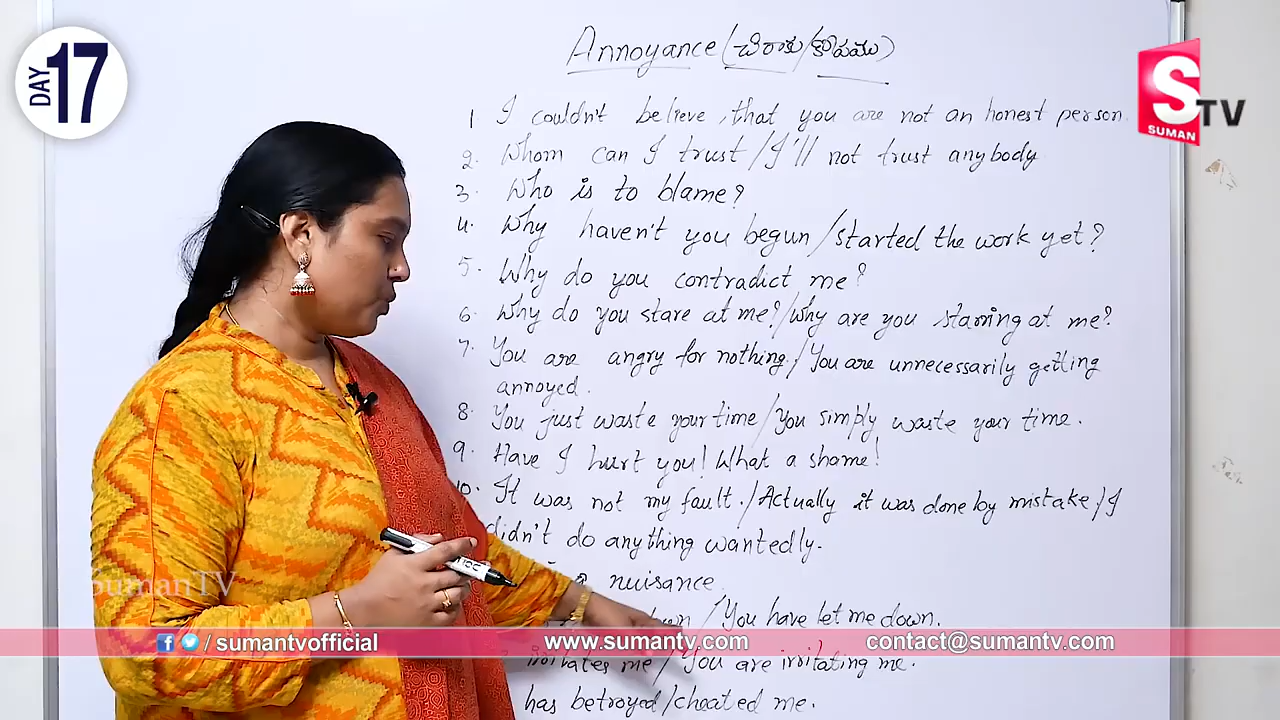 DAY 17
Annoyance (చిరాకు/కోపము)
S TV
SUMAN
1 I couldn't believe, that you are not an honest person.
2. Whom can I trust/I'll not trust anybody
3. Who is to blame?
4. Why haven't you begun/started the work yet?
5. Why do you contradict me?
6. Why do you stare at me?/Why are you starring at me?
7. You are angry for nothing./You are unnecessarily getting
annoyed.
8. You just waste your time/You simply waste your time.
9. Have I hurt you! What a shame!
10. It was not my fault./Actually it was done by mistake/I
didn't do anything wantedly.
nuisance
SumanTV
/You have let me down.
/sumantvofficial www.sumantv.com contact@sumantv.com
me/ You are irritating me.
has betrayed/cheated me.